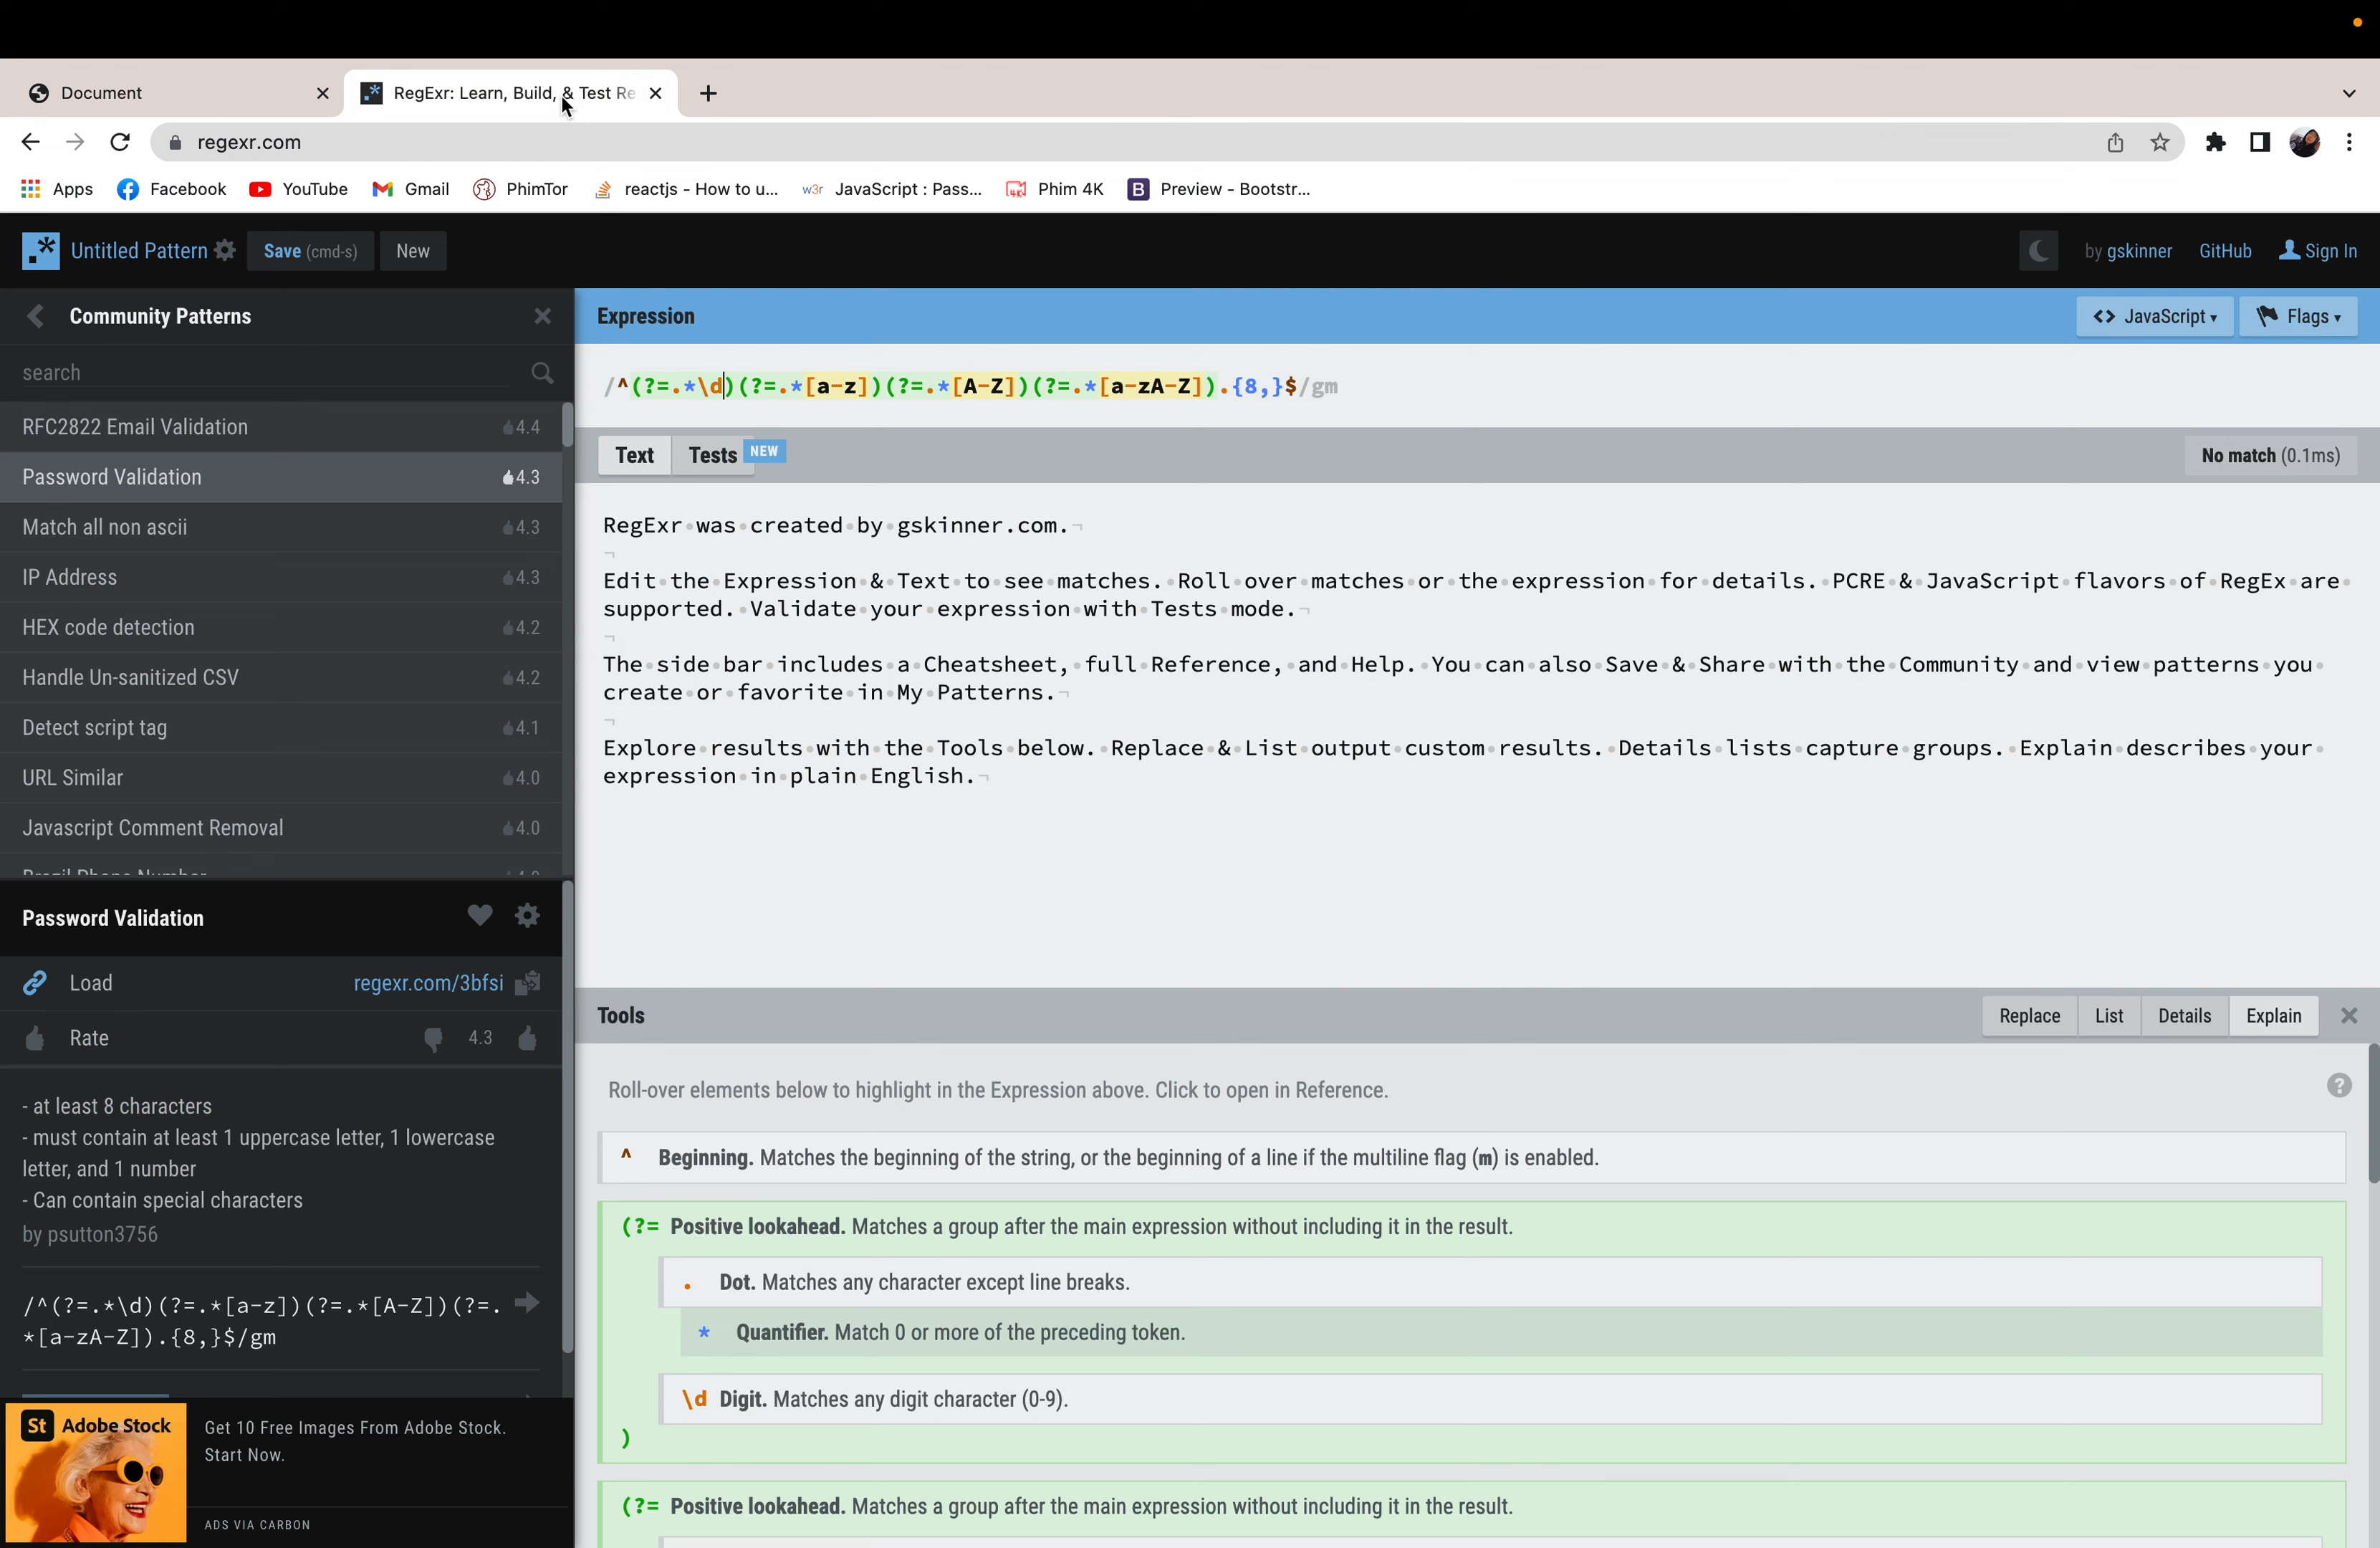 Document
RegExr: Learn, Build, & Test Re
regexr.com
Apps Facebook YouTube Gmail PhimTor reactjs - How to u... w3r JavaScript : Pass... 4K Phim 4K B Preview - Bootstr...
.* Untitled Pattern Save (cmd-s) New
by gskinner GitHub Sign In
Community Patterns
search
RFC2822 Email Validation 4.4
Password Validation 4.3
Match all non ascii 4.3
IP Address 4.3
HEX code detection 4.2
Handle Un-sanitized CSV 4.2
Detect script tag 4.1
URL Similar 4.0
Javascript Comment Removal 4.0
Password Validation
Load regexr.com/3bfsi
Rate 4.3
- at least 8 characters
- must contain at least 1 uppercase letter, 1 lowercase
letter, and 1 number
- Can contain special characters
by psutton3756
/^(?=.*\d)(?=.*[a-z])(?=.*[A-Z])(?=.
*[a-zA-Z]).{8,}$/gm
St Adobe Stock
Get 10 Free Images From Adobe Stock.
Start Now.
ADS VIA CARBON
Expression <> JavaScript Flags
/^(?=.*\d)(?=.*[a-z])(?=.*[A-Z])(?=.*[a-zA-Z]).{8,}$/gm
Text Tests NEW No match (0.1ms)
RegExr was created by gskinner.com.
Edit the Expression & Text to see matches. Roll over matches or the expression for details. PCRE & JavaScript flavors of RegEx are
supported. Validate your expression with Tests mode.
The side bar includes a Cheatsheet, full Reference, and Help. You can also Save & Share with the Community and view patterns you
create or favorite in My Patterns.
Explore results with the Tools below. Replace & List output custom results. Details lists capture groups. Explain describes your
expression in plain English.
Tools Replace List Details Explain
Roll-over elements below to highlight in the Expression above. Click to open in Reference. ?
^ Beginning. Matches the beginning of the string, or the beginning of a line if the multiline flag (m) is enabled.
(?= Positive lookahead. Matches a group after the main expression without including it in the result.
. Dot. Matches any character except line breaks.
* Quantifier. Match 0 or more of the preceding token.
\d Digit. Matches any digit character (0-9).
)
(?= Positive lookahead. Matches a group after the main expression without including it in the result.